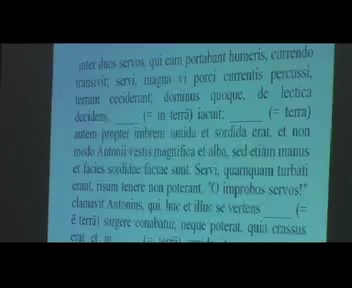 inter duos servos, qui eam portabant humeris, currendo
transivit; servi, magna vi porci currentis percussi,
terram ceciderunt; dominus quoque, de lectica
decidens, _____ (= in terrā) iacuit; _____ (= terra)
autem propter imbrem umida et sordida erat, et non
modo Antonii vestis magnifica et alba, sed etiam manus
et facies sordidae factae sunt. Servi, quamquam turbati
erant, risum tenere non poterant. "O improbos servos!"
clamavit Antonius, qui, huc et illuc se vertens _____ (=
ē terrā) surgere conabatur, neque poterat, quia crassus
erat et in _____ (= terrā)